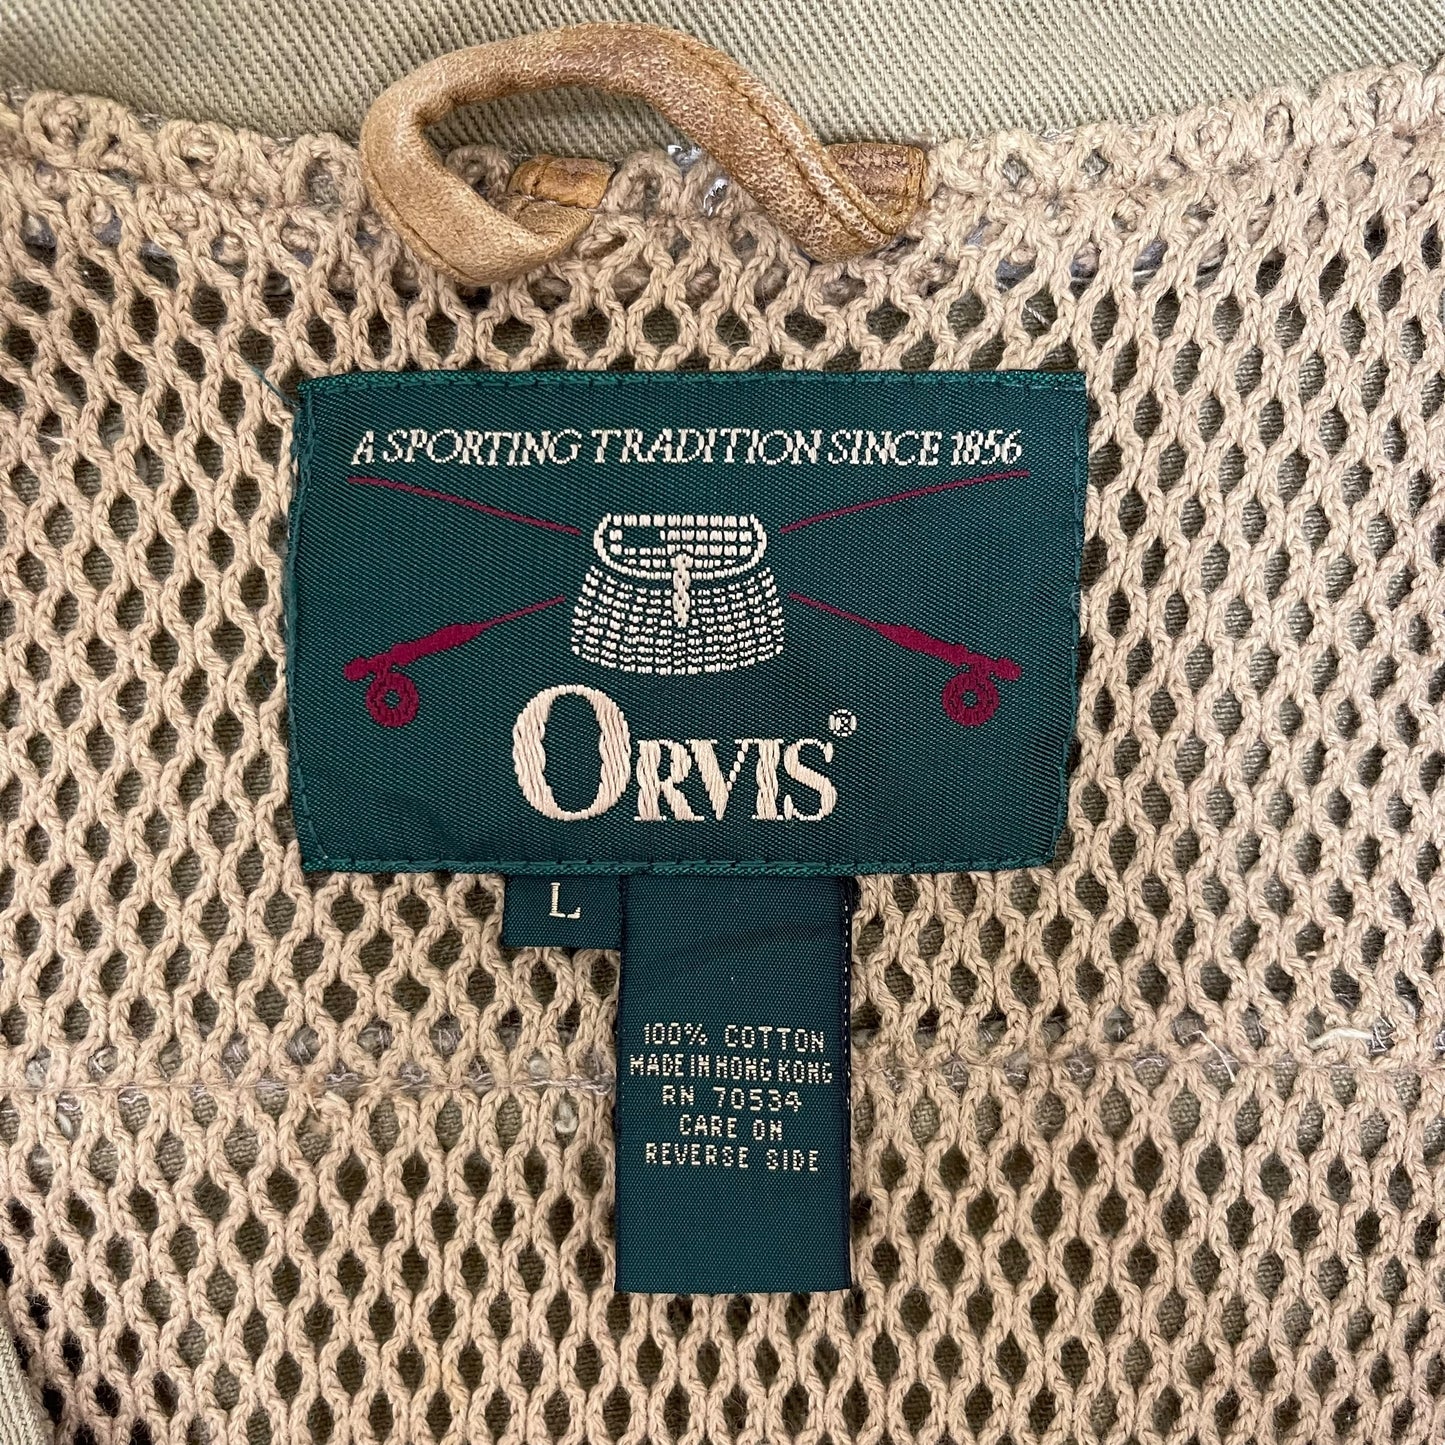 A SPORTING TRADITION SINCE 1856
ORVIS®
L
100% COTTON
MADE IN HONG KONG
RN 70534
CARE ON
REVERSE SIDE